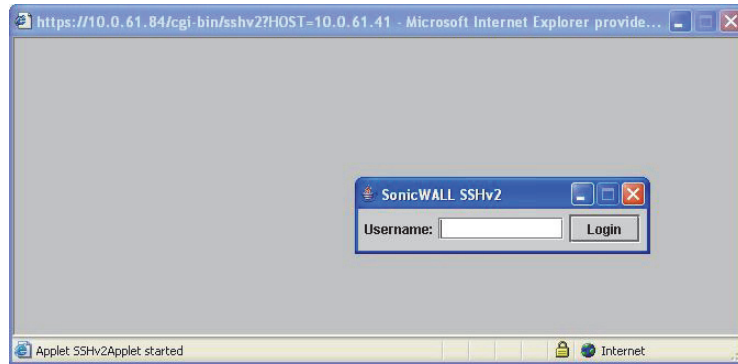 https://10.0.61.84/cgi-bin/sshv2?HOST=10.0.61.41 - Microsoft Internet Explorer provide...
SonicWALL SSHv2
Username:
Login
Applet SSHv2Applet started
Internet